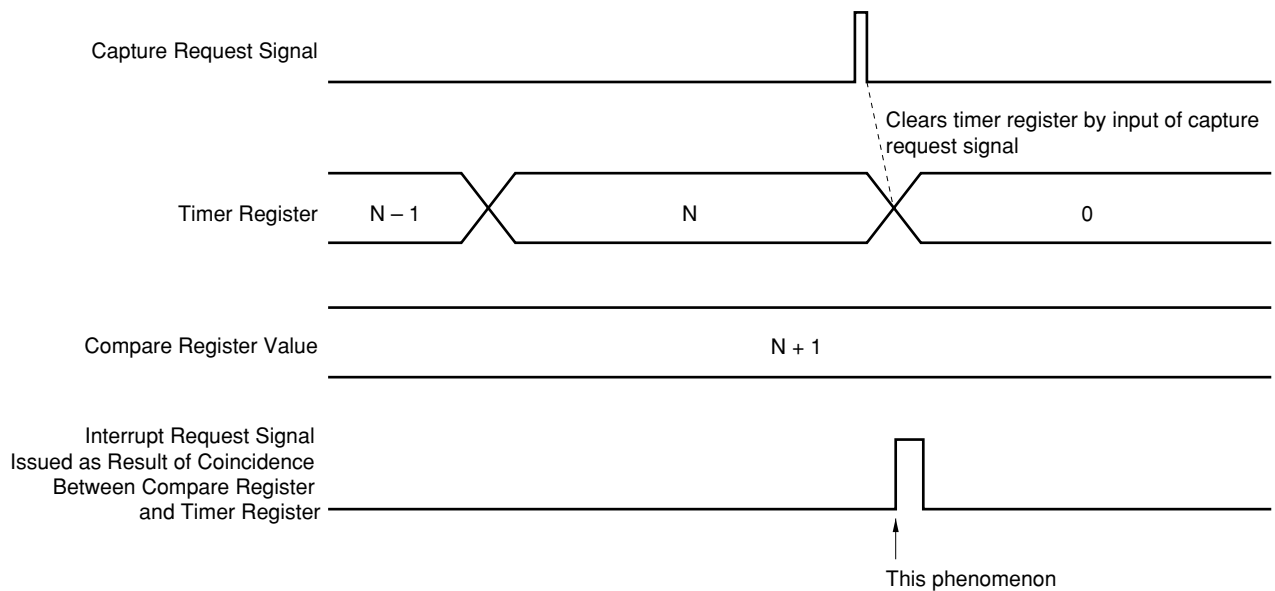 Capture Request Signal
Clears timer register by input of capture
request signal
Timer Register
N – 1
N
0
Compare Register Value
N + 1
Interrupt Request Signal
Issued as Result of Coincidence
Between Compare Register
and Timer Register
This phenomenon